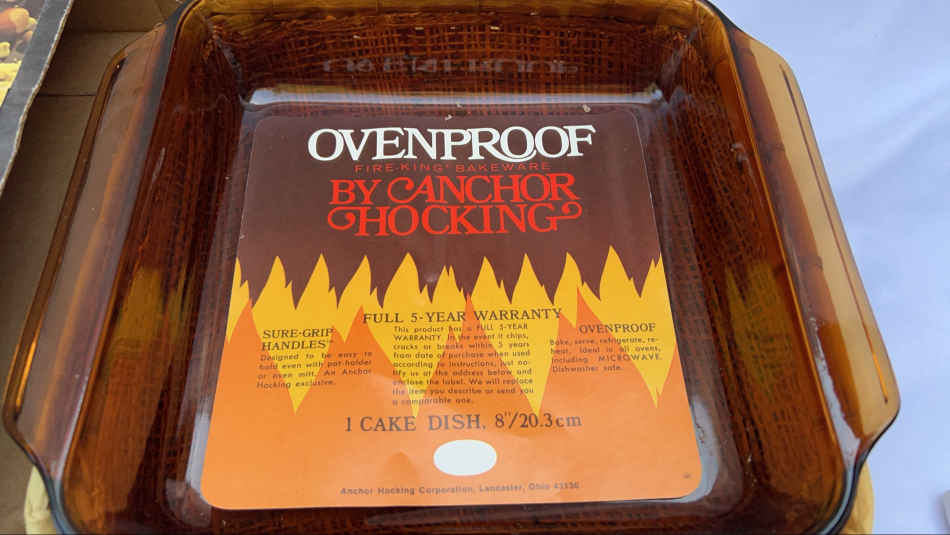 OVENPROOF
FIRE-KING® BAKEWARE
BY ANCHOR
HOCKING
FULL 5-YEAR WARRANTY
SURE-GRIP
HANDLES™
Designed to be easy to
hold even with pot-holder
or oven mitt. An Anchor
Hocking exclusive.
This product has a FULL 5-YEAR
WARRANTY. In the event it chips,
cracks or breaks within 5 years
from date of purchase when used
according to instructions, just no-
tify us at the address below and
enclose the label. We will replace
the item you describe or send you
a comparable one.
OVENPROOF
Bake, serve, refrigerate, re-
heat. Ideal in all ovens,
including MICROWAVE.
Dishwasher safe.
1 CAKE DISH, 8"/20.3cm
Anchor Hocking Corporation, Lancaster, Ohio 43130